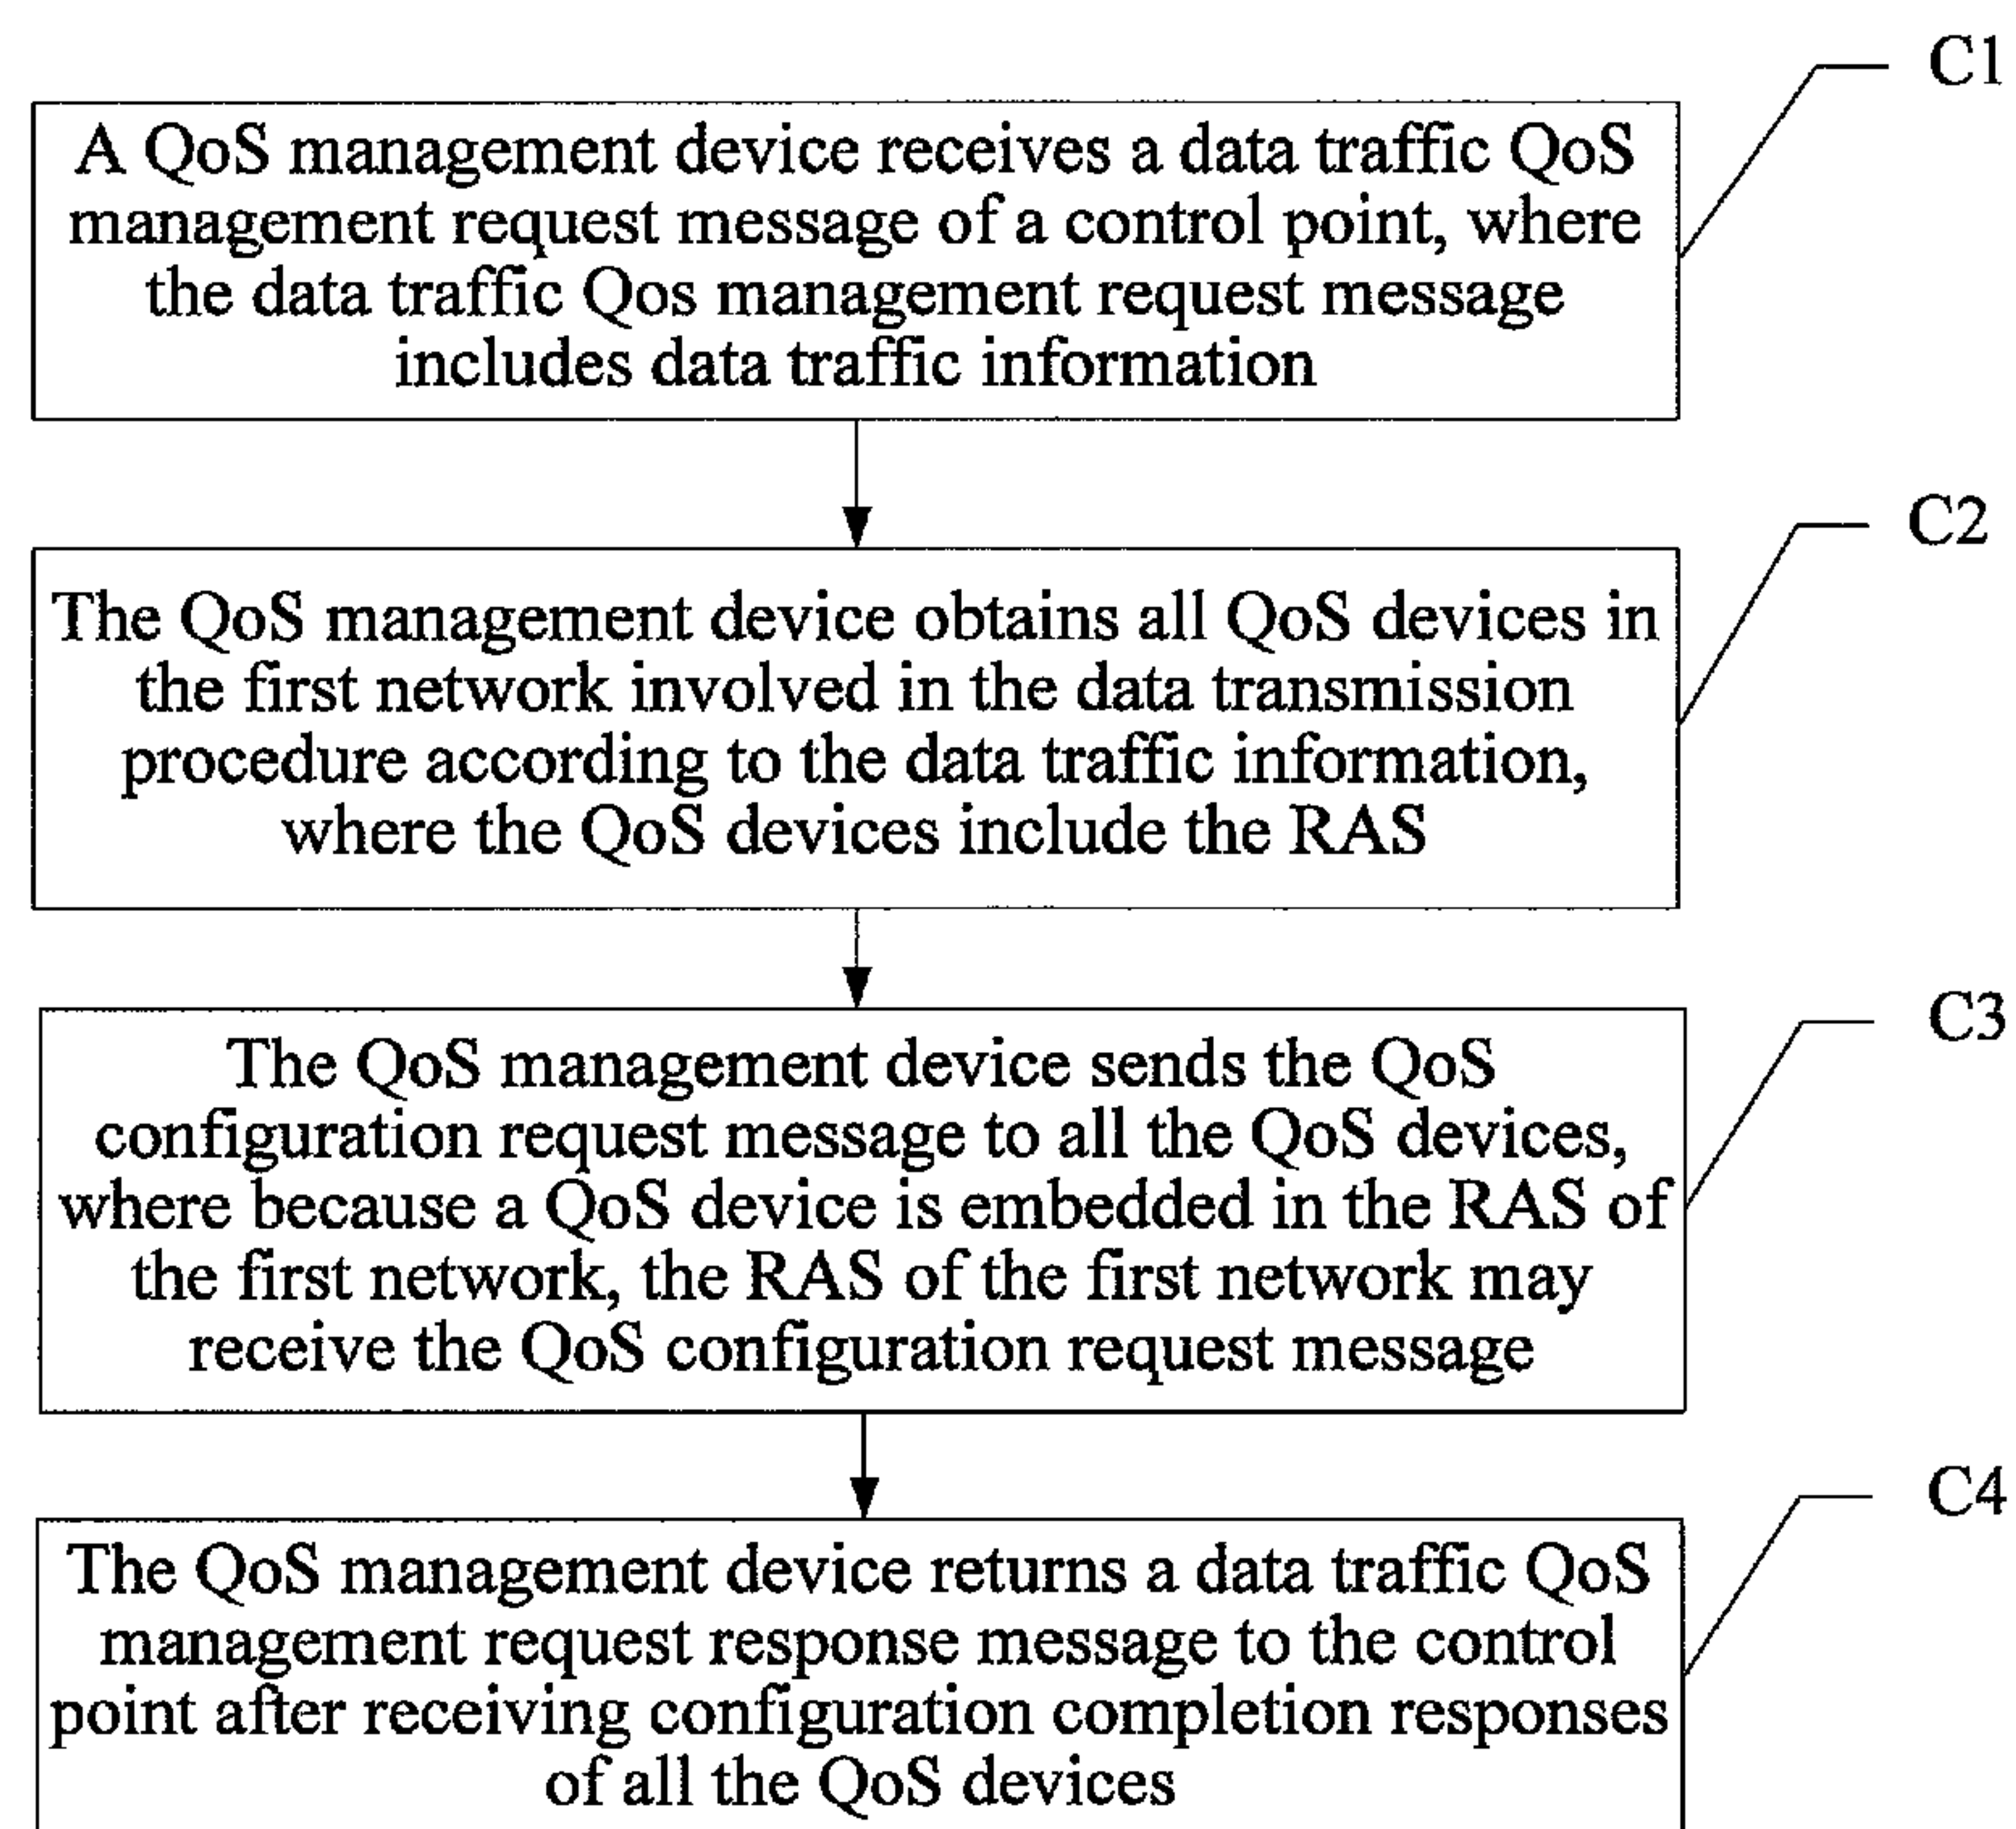 C1
A QoS management device receives a data traffic QoS
management request message of a control point, where
the data traffic Qos management request message
includes data traffic information
C2
The QoS management device obtains all QoS devices in
the first network involved in the data transmission
procedure according to the data traffic information,
where the QoS devices include the RAS
C3
The QoS management device sends the QoS
configuration request message to all the QoS devices,
where because a QoS device is embedded in the RAS of
the first network, the RAS of the first network may
receive the QoS configuration request message
C4
The QoS management device returns a data traffic QoS
management request response message to the control
point after receiving configuration completion responses
of all the QoS devices